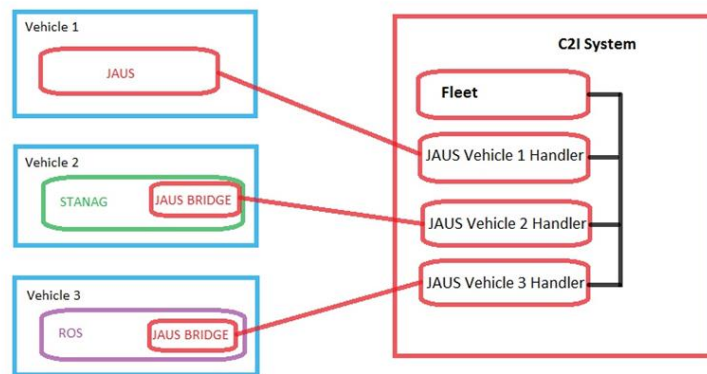 Vehicle 1
JAUS
Vehicle 2
STANAG
JAUS BRIDGE
Vehicle 3
ROS
JAUS BRIDGE
C2I System
Fleet
JAUS Vehicle 1 Handler
JAUS Vehicle 2 Handler
JAUS Vehicle 3 Handler